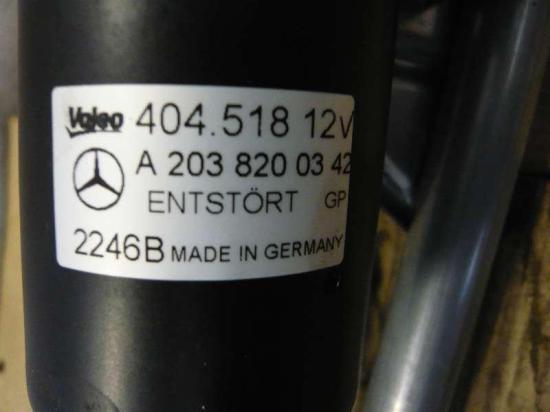 Valeo 404.518 12V
A 203 820 03 42
ENTSTÖRT GP
2246B MADE IN GERMANY